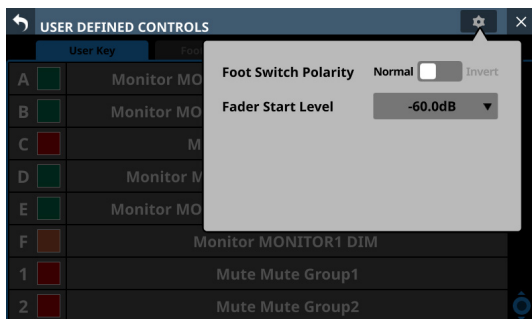 USER DEFINED CONTROLS
User Key Foo
Foot Switch Polarity Normal Invert
Fader Start Level -60.0dB
A Monitor MO
B Monitor MO
C M
D Monitor M
E Monitor MO
F Monitor MONITOR1 DIM
1 Mute Mute Group1
2 Mute Mute Group2